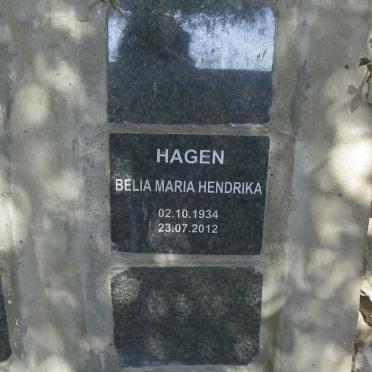 HAGEN
BELIA MARIA HENDRIKA
02.10.1934
23.07.2012